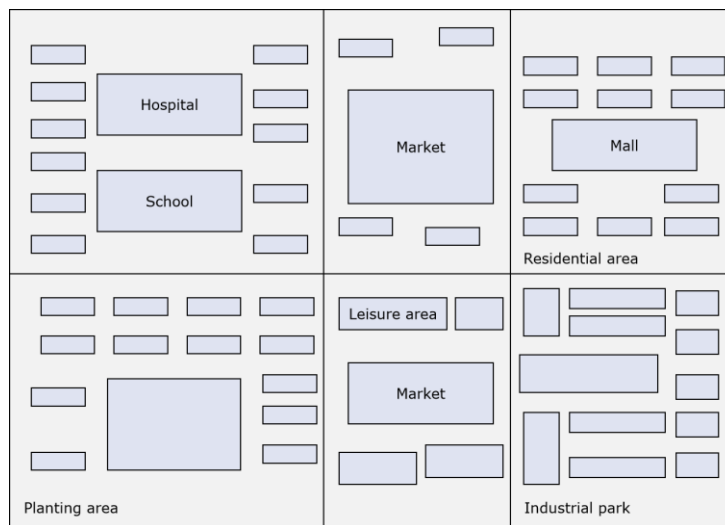 Hospital
School
Market
Mall
Residential area
Planting area
Leisure area
Market
Industrial park